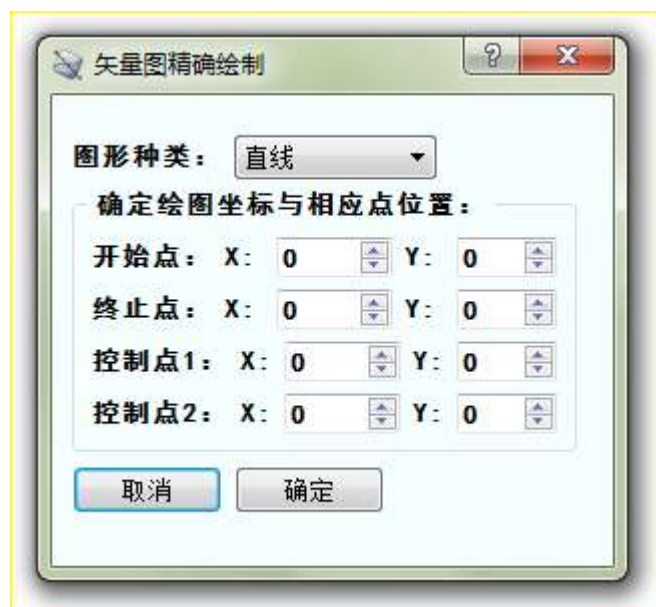 矢量图精确绘制 ?
图形种类： 直线
确定绘图坐标与相应点位置：
开始点： X: 0 Y: 0
终止点： X: 0 Y: 0
控制点1： X: 0 Y: 0
控制点2： X: 0 Y: 0
取消 确定